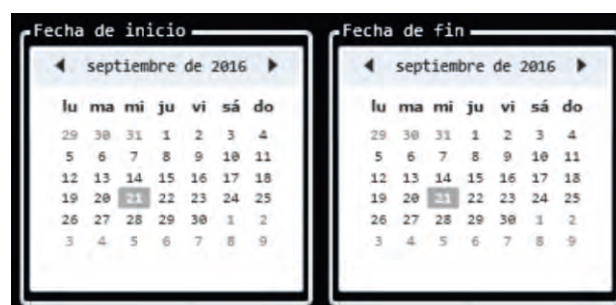 Fecha de inicio
septiembre de 2016
lu ma mi ju vi sá do
29 30 31 1 2 3 4
5 6 7 8 9 10 11
12 13 14 15 16 17 18
19 20 21 22 23 24 25
26 27 28 29 30 1 2
3 4 5 6 7 8 9
Fecha de fin
septiembre de 2016
lu ma mi ju vi sá do
29 30 31 1 2 3 4
5 6 7 8 9 10 11
12 13 14 15 16 17 18
19 20 21 22 23 24 25
26 27 28 29 30 1 2
3 4 5 6 7 8 9